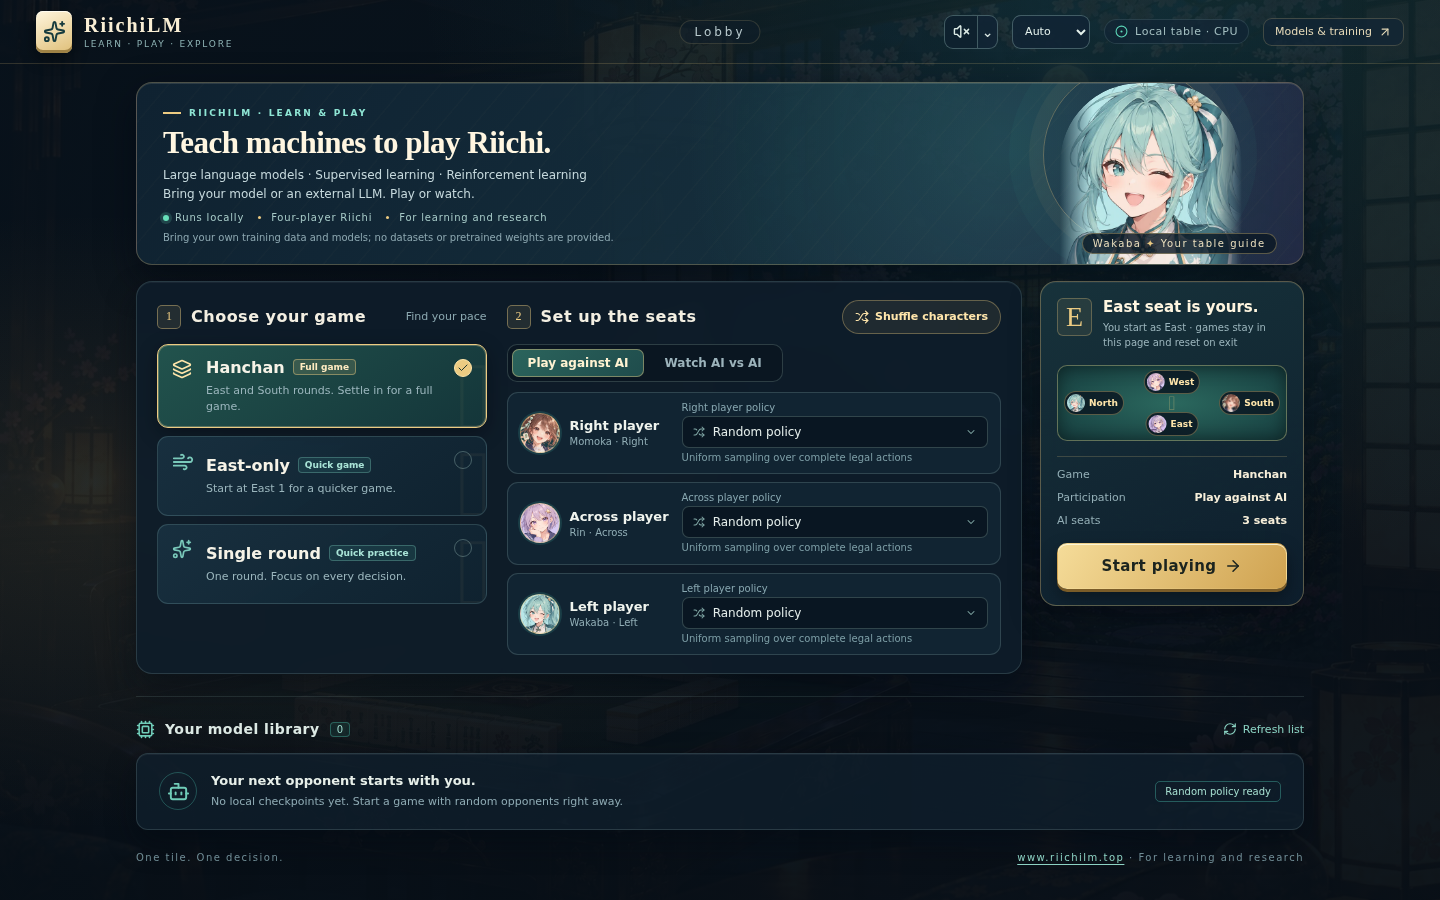 RiichiLM
LEARN · PLAY · EXPLORE
Lobby
Auto
Local table · CPU
Models & training
RIICHILM · LEARN & PLAY
Teach machines to play Riichi.
Large language models · Supervised learning · Reinforcement learning
Bring your model or an external LLM. Play or watch.
Runs locally • Four-player Riichi • For learning and research
Bring your own training data and models; no datasets or pretrained weights are provided.
Wakaba ✦ Your table guide
1 Choose your game
Find your pace
Hanchan Full game
East and South rounds. Settle in for a full
game.
East-only Quick game
Start at East 1 for a quicker game.
Single round Quick practice
One round. Focus on every decision.
2 Set up the seats
Shuffle characters
Play against AI
Watch AI vs AI
Right player
Momoka · Right
Right player policy
Random policy
Uniform sampling over complete legal actions
Across player
Rin · Across
Across player policy
Random policy
Uniform sampling over complete legal actions
Left player
Wakaba · Left
Left player policy
Random policy
Uniform sampling over complete legal actions
E
East seat is yours.
You start as East · games stay in
this page and reset on exit
West
North
South
East
Game Hanchan
Participation Play against AI
AI seats 3 seats
Start playing
Your model library 0
Refresh list
Your next opponent starts with you.
No local checkpoints yet. Start a game with random opponents right away.
Random policy ready
One tile. One decision.
www.riichilm.top · For learning and research